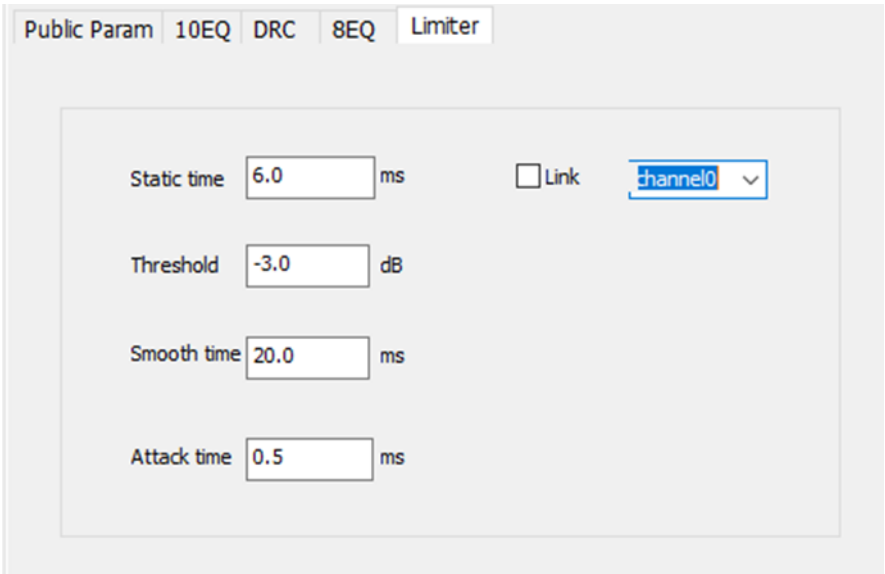 Public Param 10EQ DRC 8EQ Limiter
Static time 6.0 ms Link channel0
Threshold -3.0 dB
Smooth time 20.0 ms
Attack time 0.5 ms